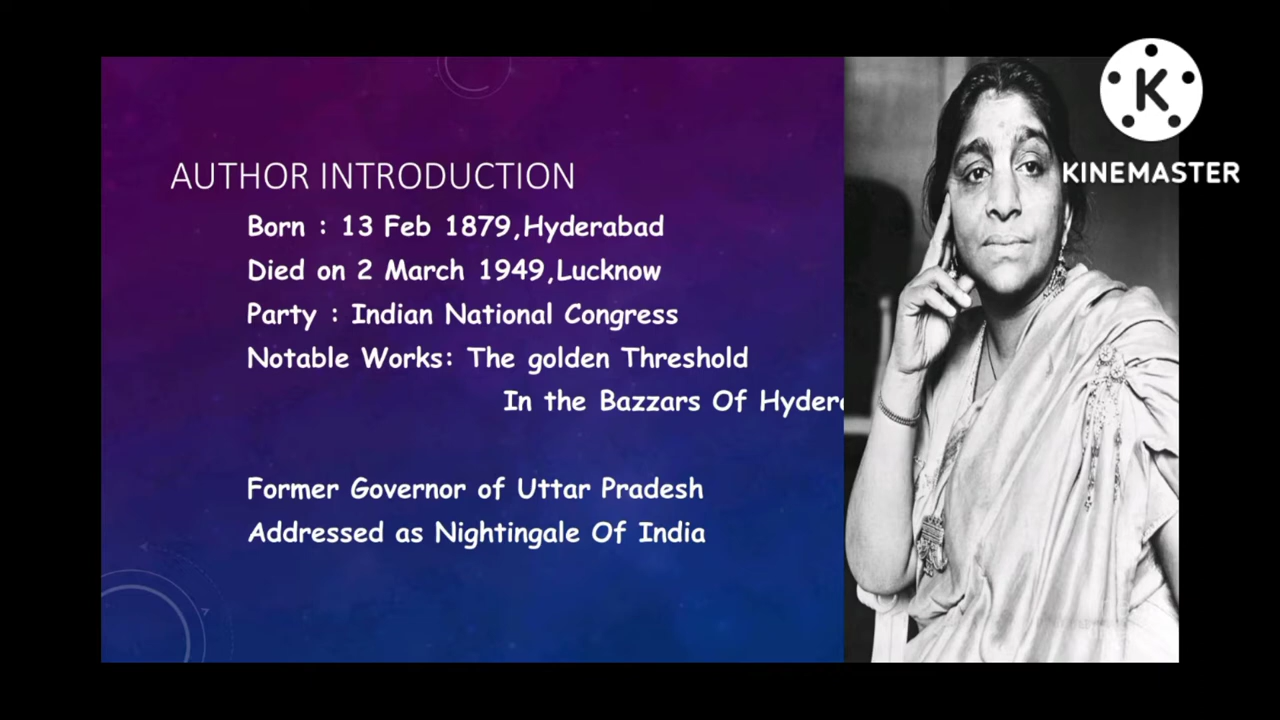 AUTHOR INTRODUCTION
Born : 13 Feb 1879,Hyderabad
Died on 2 March 1949,Lucknow
Party : Indian National Congress
Notable Works: The golden Threshold
In the Bazzars Of
Former Governor of Uttar Pradesh
Addressed as Nightingale Of India
K
KINEMASTER